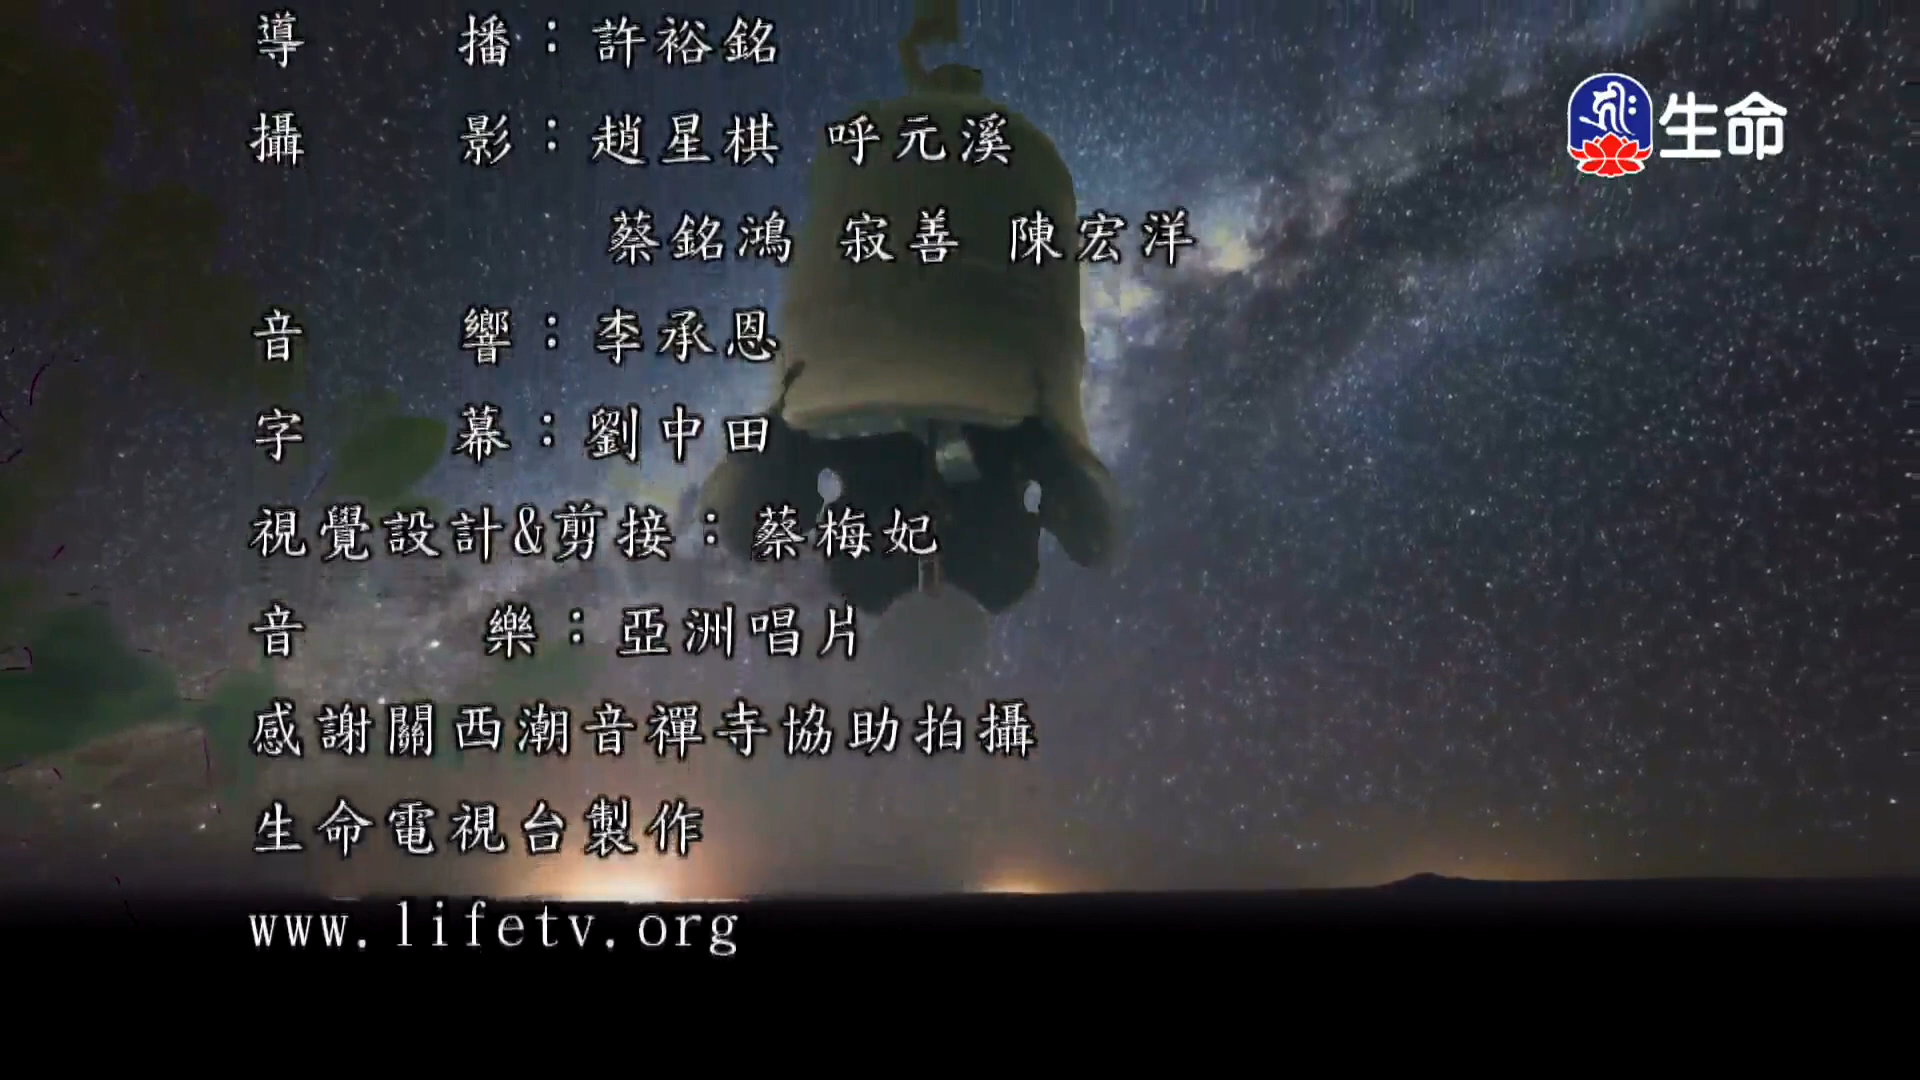 導播：許裕銘
生命
攝影：趙星棋 呼元溪
蔡銘鴻 寂善 陳宏洋
音響：李承恩
字幕：劉中田
視覺設計&剪接：蔡梅妃
音樂：亞洲唱片
感謝關西潮音禪寺協助拍攝
生命電視台製作
www.lifetv.org